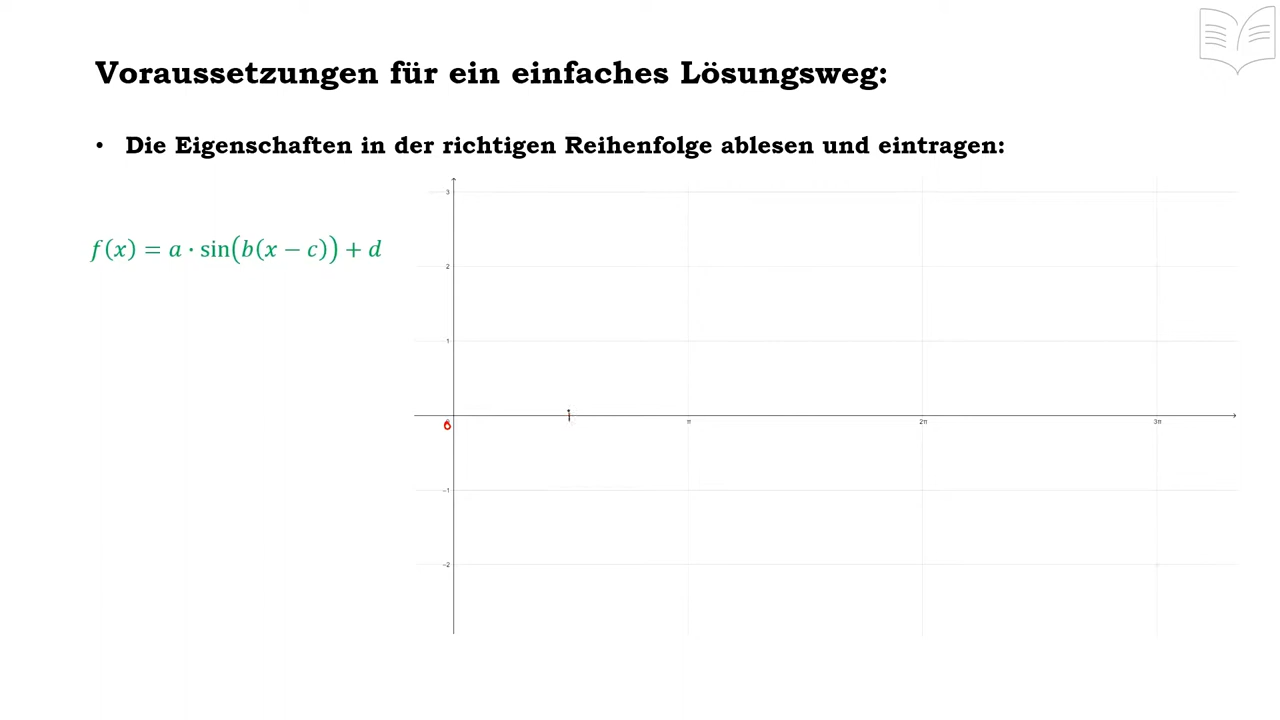 Voraussetzungen für ein einfaches Lösungsweg:
• Die Eigenschaften in der richtigen Reihenfolge ablesen und eintragen:
f(x) = a · sin(b(x − c)) + d
3
2
1
0
π
2π
3π
−1
−2